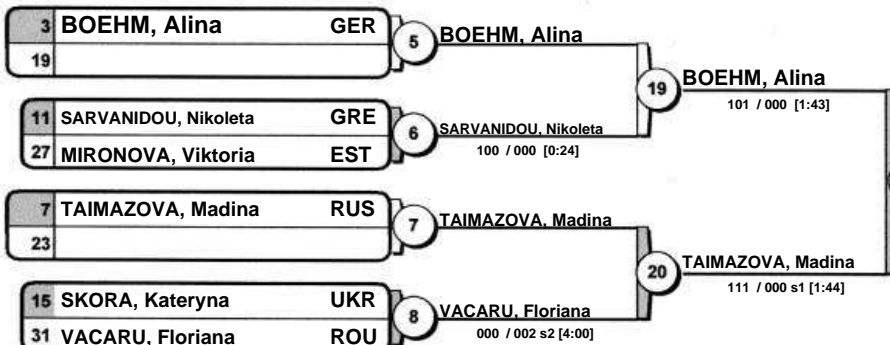 3 BOEHM, Alina GER
19
5
BOEHM, Alina
11 SARVANIDOU, Nikoleta GRE
27 MIRONOVA, Viktoria EST
6
SARVANIDOU, Nikoleta
100 / 000 [0:24]
19
BOEHM, Alina
101 / 000 [1:43]
7 TAIMAZOVA, Madina RUS
23
7
TAIMAZOVA, Madina
15 SKORA, Kateryna UKR
31 VACARU, Floriana ROU
8
VACARU, Floriana
000 / 002 s2 [4:00]
20
TAIMAZOVA, Madina
111 / 000 s1 [1:44]